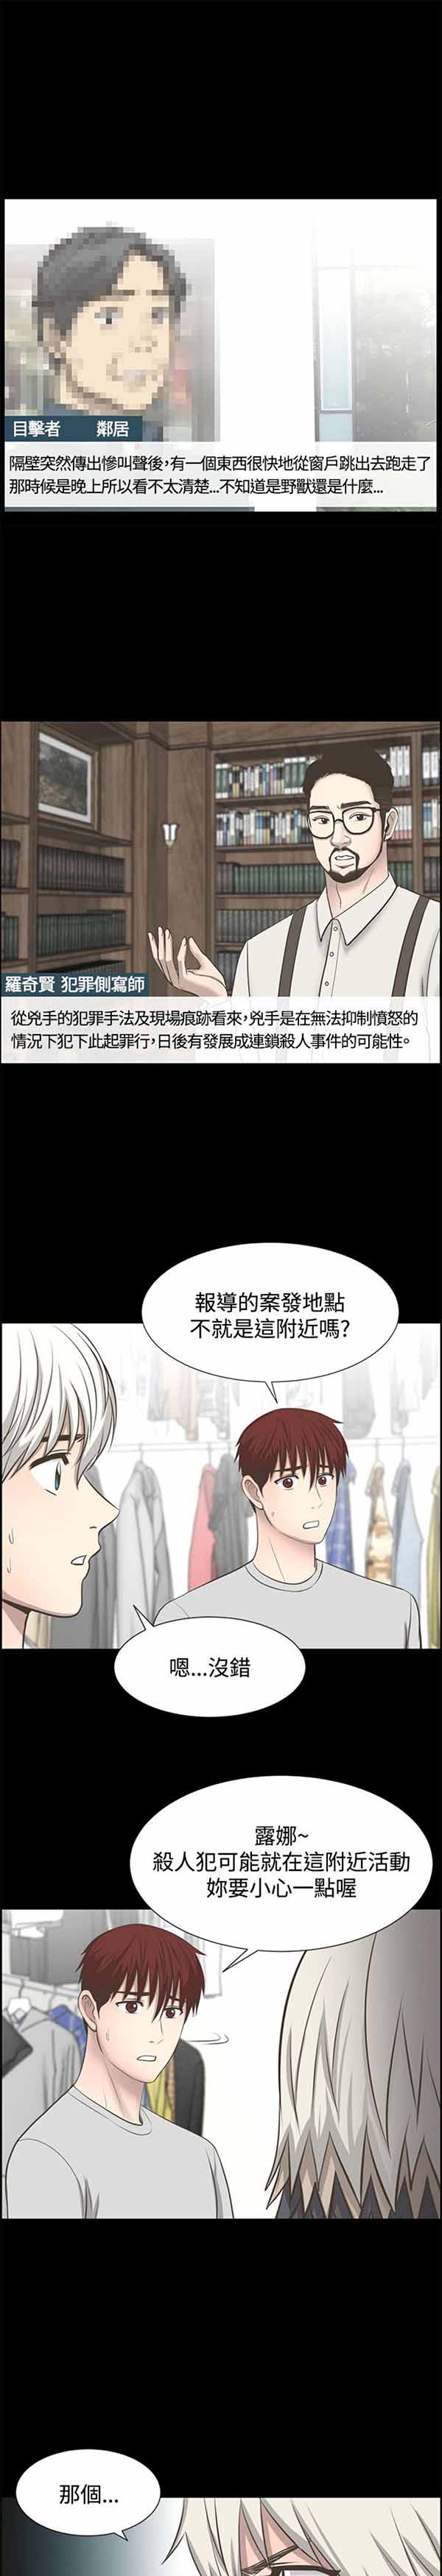 目擊者 鄰居
隔壁突然傳出慘叫聲後，有一個東西很快地從窗戶跳出去跑走了
那時候是晚上所以看不太清楚...不知道是野獸還是什麼...
羅奇賢 犯罪側寫師
從兇手的犯罪手法及現場痕跡看來，兇手是在無法抑制憤怒的
情況下犯下此起罪行，日後有發展成連鎖殺人事件的可能性。
報導的案發地點
不就是這附近嗎?
嗯...沒錯
露娜~
殺人犯可能就在這附近活動
妳要小心一點喔
那個...